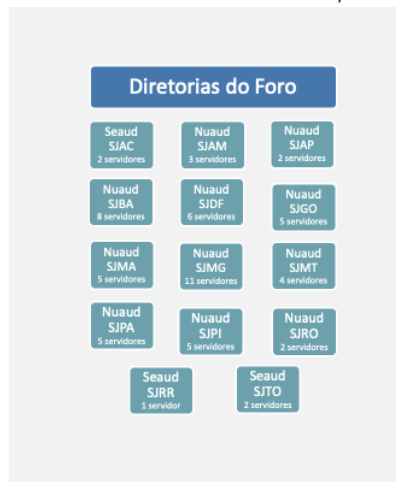 Diretorias do Foro
Seaud
SJAC
2 servidores
Nuaud
SJAM
3 servidores
Nuaud
SJAP
2 servidores
Nuaud
SJBA
8 servidores
Nuaud
SJDF
6 servidores
Nuaud
SJGO
5 servidores
Nuaud
SJMA
5 servidores
Nuaud
SJMG
11 servidores
Nuaud
SJMT
4 servidores
Nuaud
SJPA
5 servidores
Nuaud
SJPI
5 servidores
Nuaud
SJRO
2 servidores
Seaud
SJRR
1 servidor
Seaud
SJTO
2 servidores